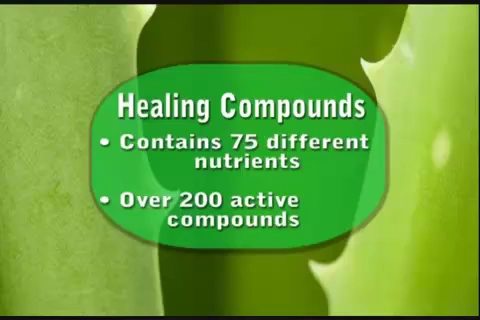 Healing Compounds
• Contains 75 different
nutrients
• Over 200 active
compounds